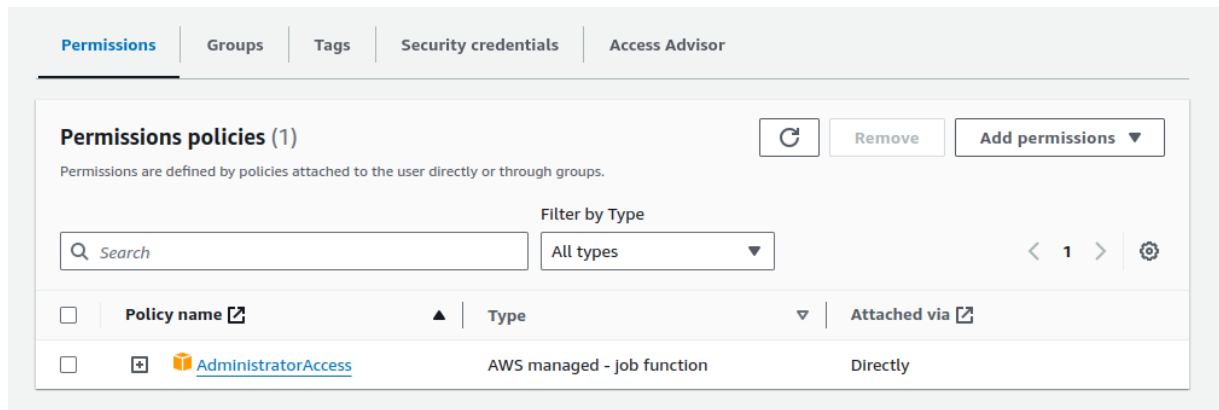 Permissions Groups Tags Security credentials Access Advisor
Permissions policies (1)
Remove
Add permissions
Permissions are defined by policies attached to the user directly or through groups.
Filter by Type
Search
All types
1
Policy name Type Attached via
AdministratorAccess AWS managed - job function Directly